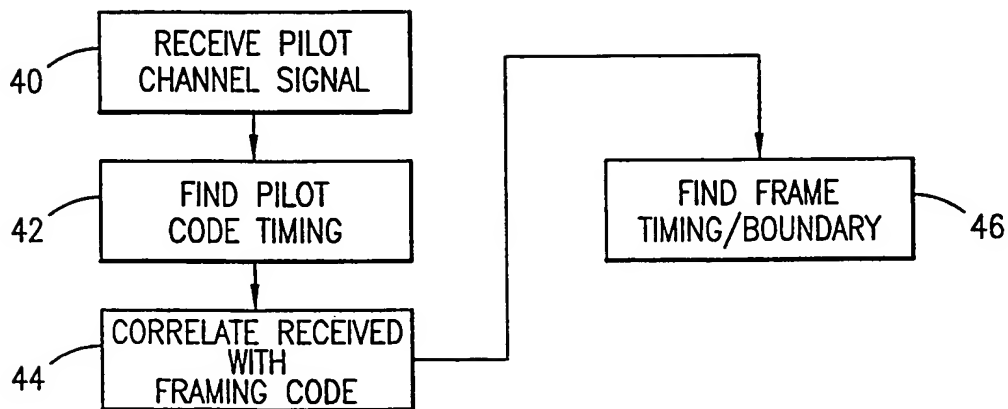 40
RECEIVE PILOT
CHANNEL SIGNAL
42
FIND PILOT
CODE TIMING
44
CORRELATE RECEIVED
WITH
FRAMING CODE
FIND FRAME
TIMING/BOUNDARY
46